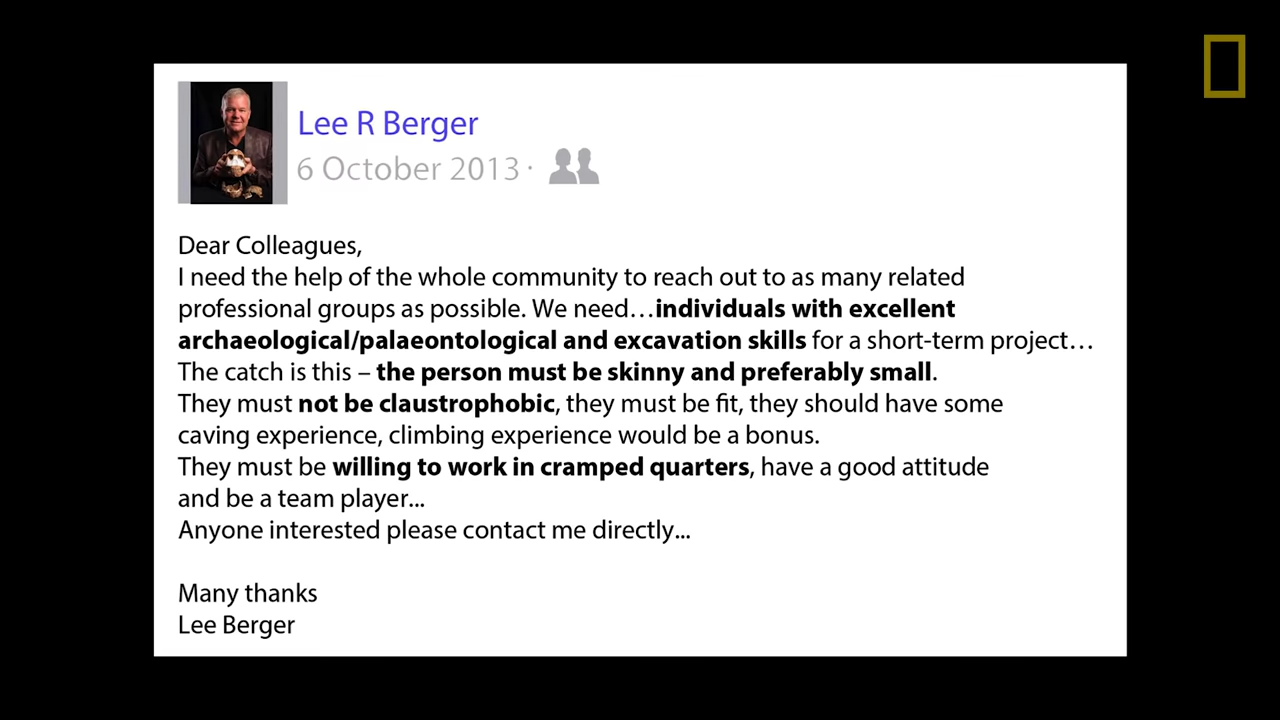 Lee R Berger
6 October 2013 ·
Dear Colleagues,
I need the help of the whole community to reach out to as many related
professional groups as possible. We need…individuals with excellent
archaeological/palaeontological and excavation skills for a short-term project…
The catch is this – the person must be skinny and preferably small.
They must not be claustrophobic, they must be fit, they should have some
caving experience, climbing experience would be a bonus.
They must be willing to work in cramped quarters, have a good attitude
and be a team player...
Anyone interested please contact me directly...
Many thanks
Lee Berger